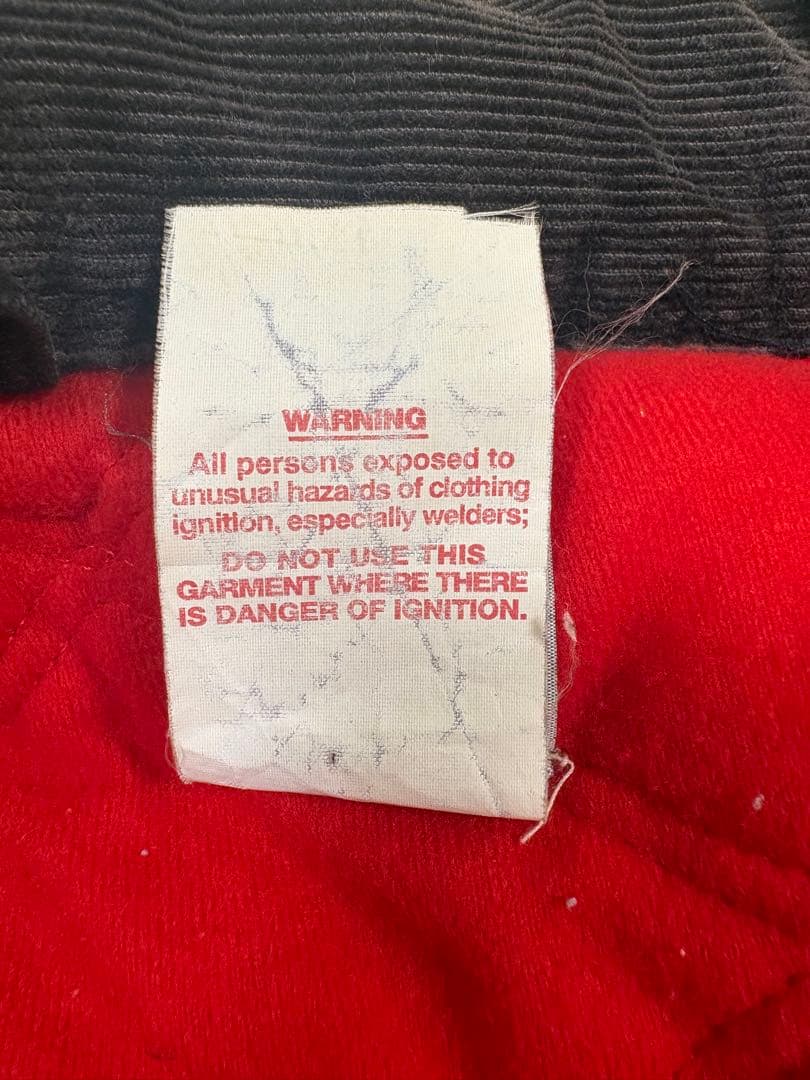 WARNING
All persons exposed to
unusual hazards of clothing
ignition, especially welders;
DO NOT USE THIS
GARMENT WHERE THERE
IS DANGER OF IGNITION.